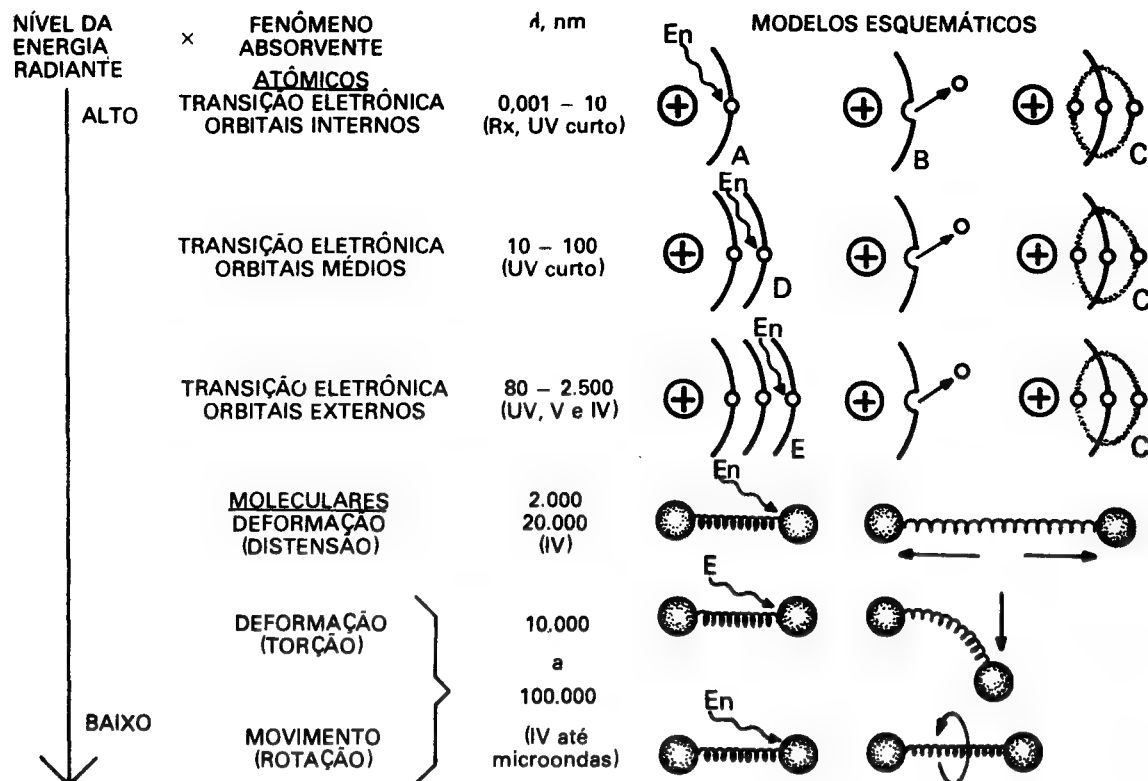 NÍVEL DA
ENERGIA
RADIANTE
×
FENÔMENO
ABSORVENTE
λ, nm
MODELOS ESQUEMÁTICOS
ALTO
ATÔMICOS
TRANSIÇÃO ELETRÔNICA
ORBITAIS INTERNOS
0,001 – 10
(Rx, UV curto)
En
+
A
+
B
+
C
TRANSIÇÃO ELETRÔNICA
ORBITAIS MÉDIOS
10 – 100
(UV curto)
En
+
D
+
+
C
TRANSIÇÃO ELETRÔNICA
ORBITAIS EXTERNOS
80 – 2.500
(UV, V e IV)
En
+
E
+
+
C
MOLECULARES
DEFORMAÇÃO
(DISTENSÃO)
2.000
20.000
(IV)
En
DEFORMAÇÃO
(TORÇÃO)
10.000
a
100.000
E
BAIXO
MOVIMENTO
(ROTAÇÃO)
(IV até
microondas)
En